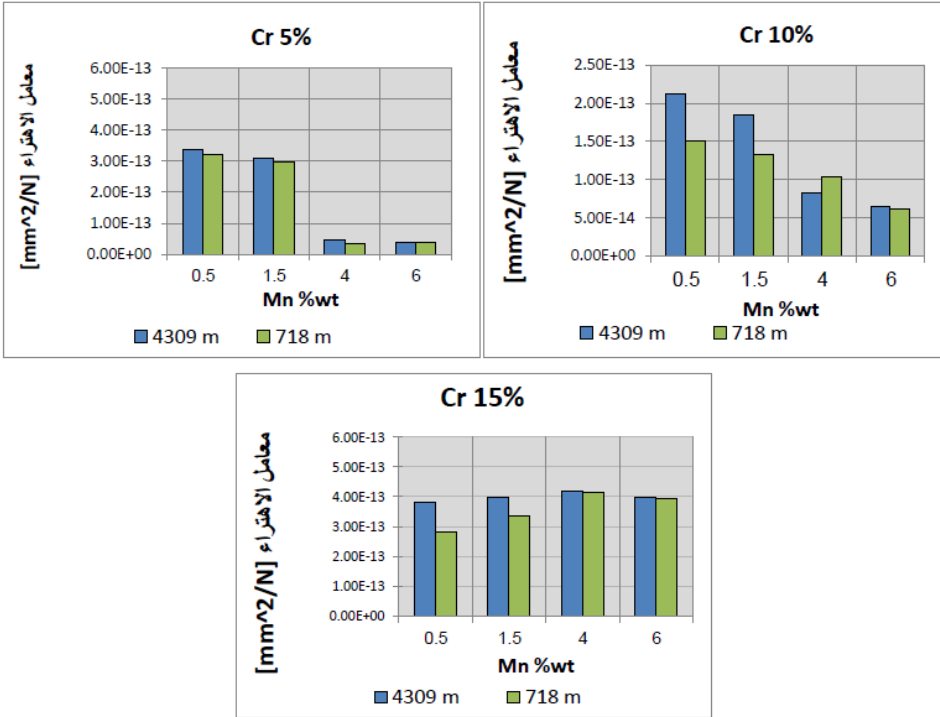 Cr 5%
معامل الاهتراء [mm^2/N]
6.00E-13
5.00E-13
4.00E-13
3.00E-13
2.00E-13
1.00E-13
0.00E+00
0.5 1.5 4 6
Mn %wt
4309 m 718 m
Cr 10%
معامل الاهتراء [mm^2/N]
2.50E-13
2.00E-13
1.50E-13
1.00E-13
5.00E-14
0.00E+00
0.5 1.5 4 6
Mn %wt
4309 m 718 m
Cr 15%
معامل الاهتراء [mm^2/N]
6.00E-13
5.00E-13
4.00E-13
3.00E-13
2.00E-13
1.00E-13
0.00E+00
0.5 1.5 4 6
Mn %wt
4309 m 718 m